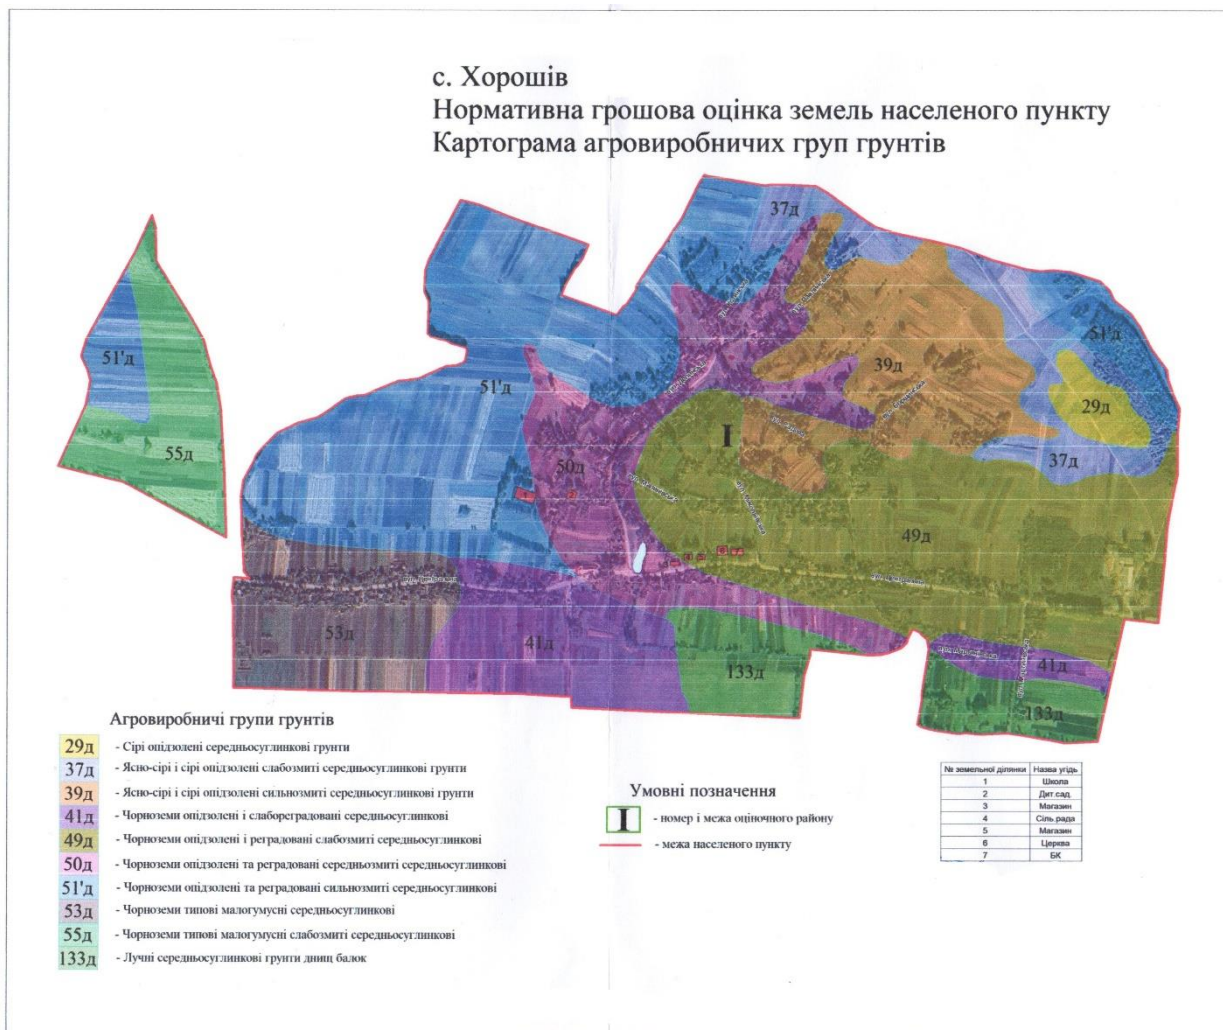 с. Хорошів
Нормативна грошова оцінка земель населеного пункту
Картограма агровиробничих груп грунтів
37д
51'д
51'д
51'д
39д
29д
I
55д
50д
37д
1
2
49д
вул. Центральна
53д
41д
133д
41д
133д
Агровиробничі групи грунтів
29д - Сірі опідзолені середньосуглинкові грунти
37д - Ясно-сірі і сірі опідзолені слабозмиті середньосуглинкові грунти
39д - Ясно-сірі і сірі опідзолені сильнозмиті середньосуглинкові грунти
41д - Чорноземи опідзолені і слабореградовані середньосуглинкові
49д - Чорноземи опідзолені і реградовані слабозмиті середньосуглинкові
50д - Чорноземи опідзолені та реградовані середньозмиті середньосуглинкові
51'д - Чорноземи опідзолені та реградовані сильнозмиті середньосуглинкові
53д - Чорноземи типові малогумусні середньосуглинкові
55д - Чорноземи типові малогумусні слабозмиті середньосуглинкові
133д - Лучні середньосуглинкові грунти днищ балок
Умовні позначення
I - номер і межа оціночного району
- межа населеного пункту
№ земельної ділянки Назва угідь
1 Школа
2 Дит.сад
3 Магазин
4 Сіль.рада
5 Магазин
6 Церква
7 БК